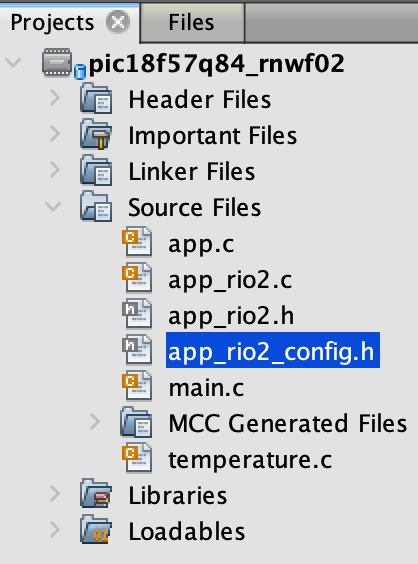 Projects Files
pic18f57q84_rnwf02
Header Files
Important Files
Linker Files
Source Files
app.c
app_rio2.c
app_rio2.h
app_rio2_config.h
main.c
MCC Generated Files
temperature.c
Libraries
Loadables